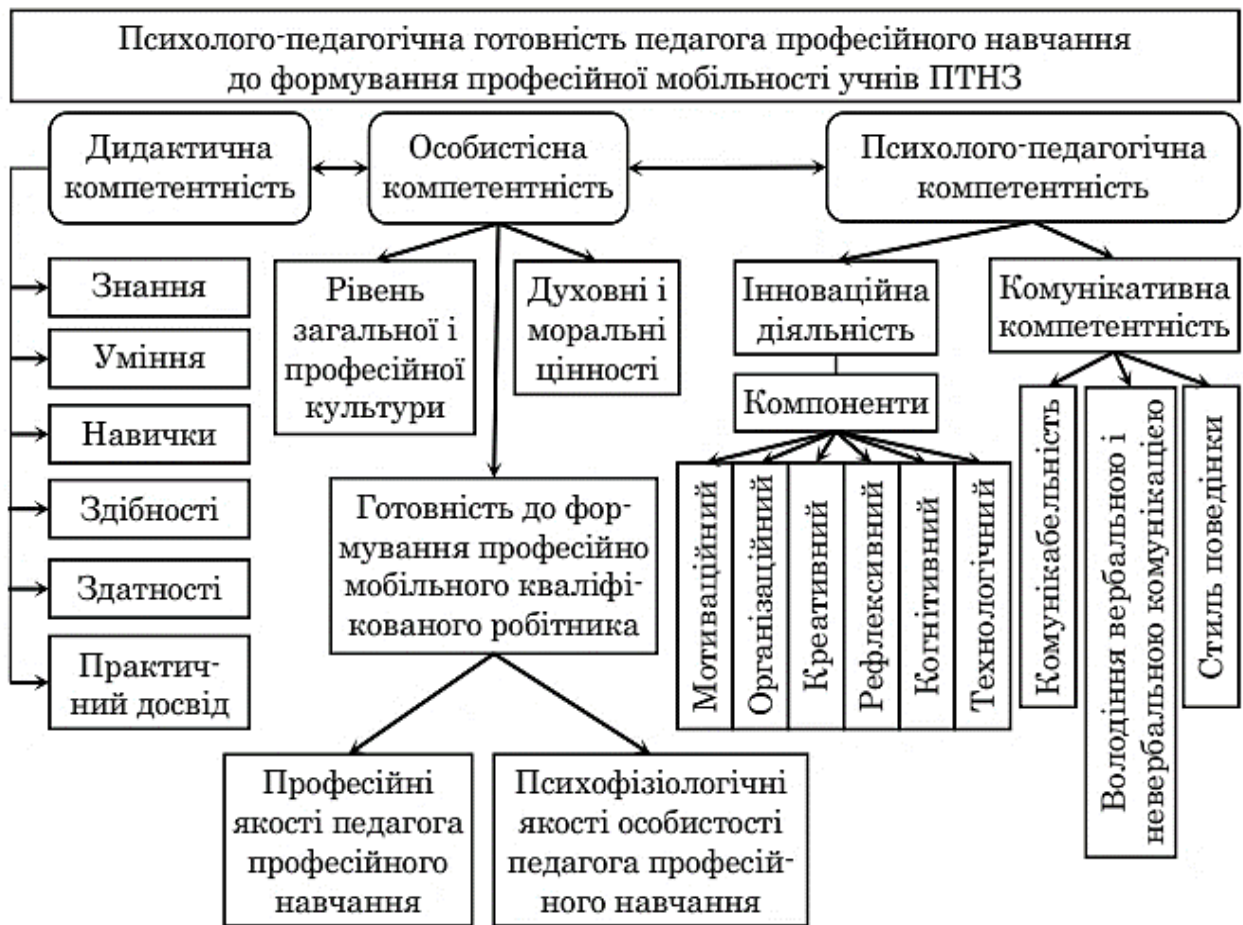 Психолого-педагогічна готовність педагога професійного навчання
до формування професійної мобільності учнів ПТНЗ
Дидактична
компетентність
Особистісна
компетентність
Психолого-педагогічна
компетентність
Знання
Уміння
Навички
Здібності
Здатності
Практич-
ний досвід
Рівень
загальної і
професійної
культури
Духовні і
моральні
цінності
Готовність до фор-
мування професійно
мобільного кваліфі-
кованого робітника
Професійні
якості педагога
професійного
навчання
Психофізіологічні
якості особистості
педагога професій-
ного навчання
Інноваційна
діяльність
Компоненти
Мотиваційний
Організаційний
Креативний
Рефлексивний
Когнітивний
Технологічний
Комунікативна
компетентність
Комунікабельність
Володіння вербальною і
невербальною комунікацією
Стиль поведінки